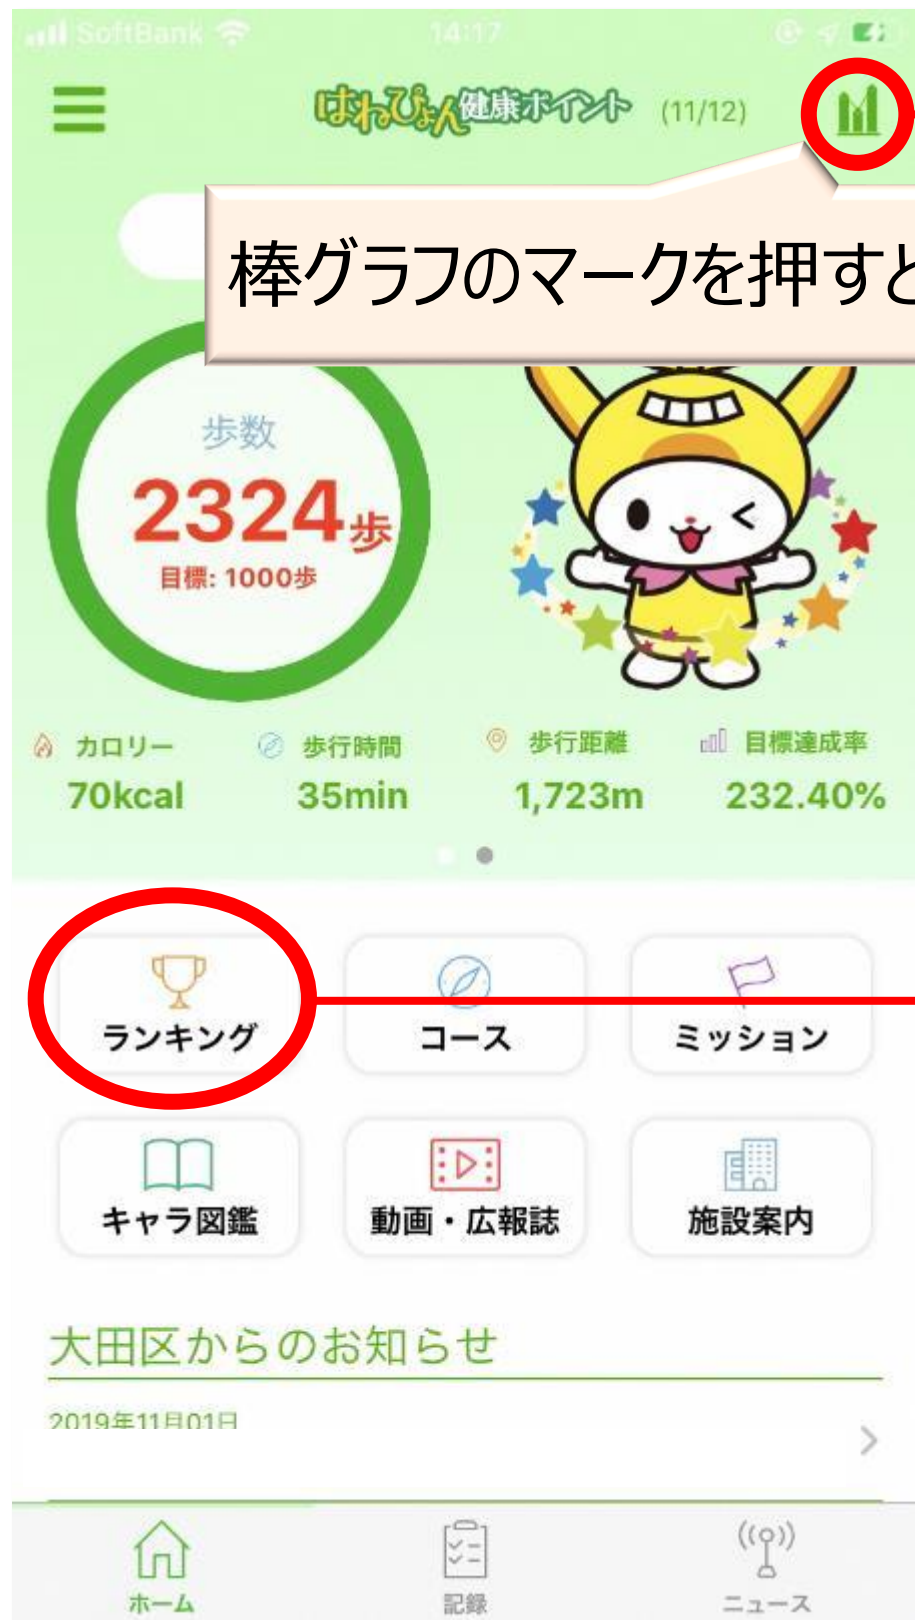 SoftBank 14:17
はねぴょん健康ポイント (11/12)
棒グラフのマークを押すと
歩数
2324歩
目標: 1000歩
カロリー 歩行時間 歩行距離 目標達成率
70kcal 35min 1,723m 232.40%
ランキング コース ミッション
キャラ図鑑 動画・広報誌 施設案内
大田区からのお知らせ
2019年11月01日
ホーム 記録 ニュース